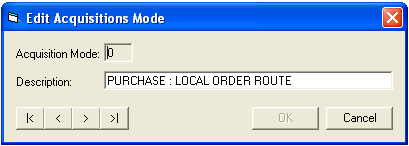 Edit Acquisitions Mode
Acquisition Mode: 0
Description: PURCHASE : LOCAL ORDER ROUTE
|< < > >| OK Cancel